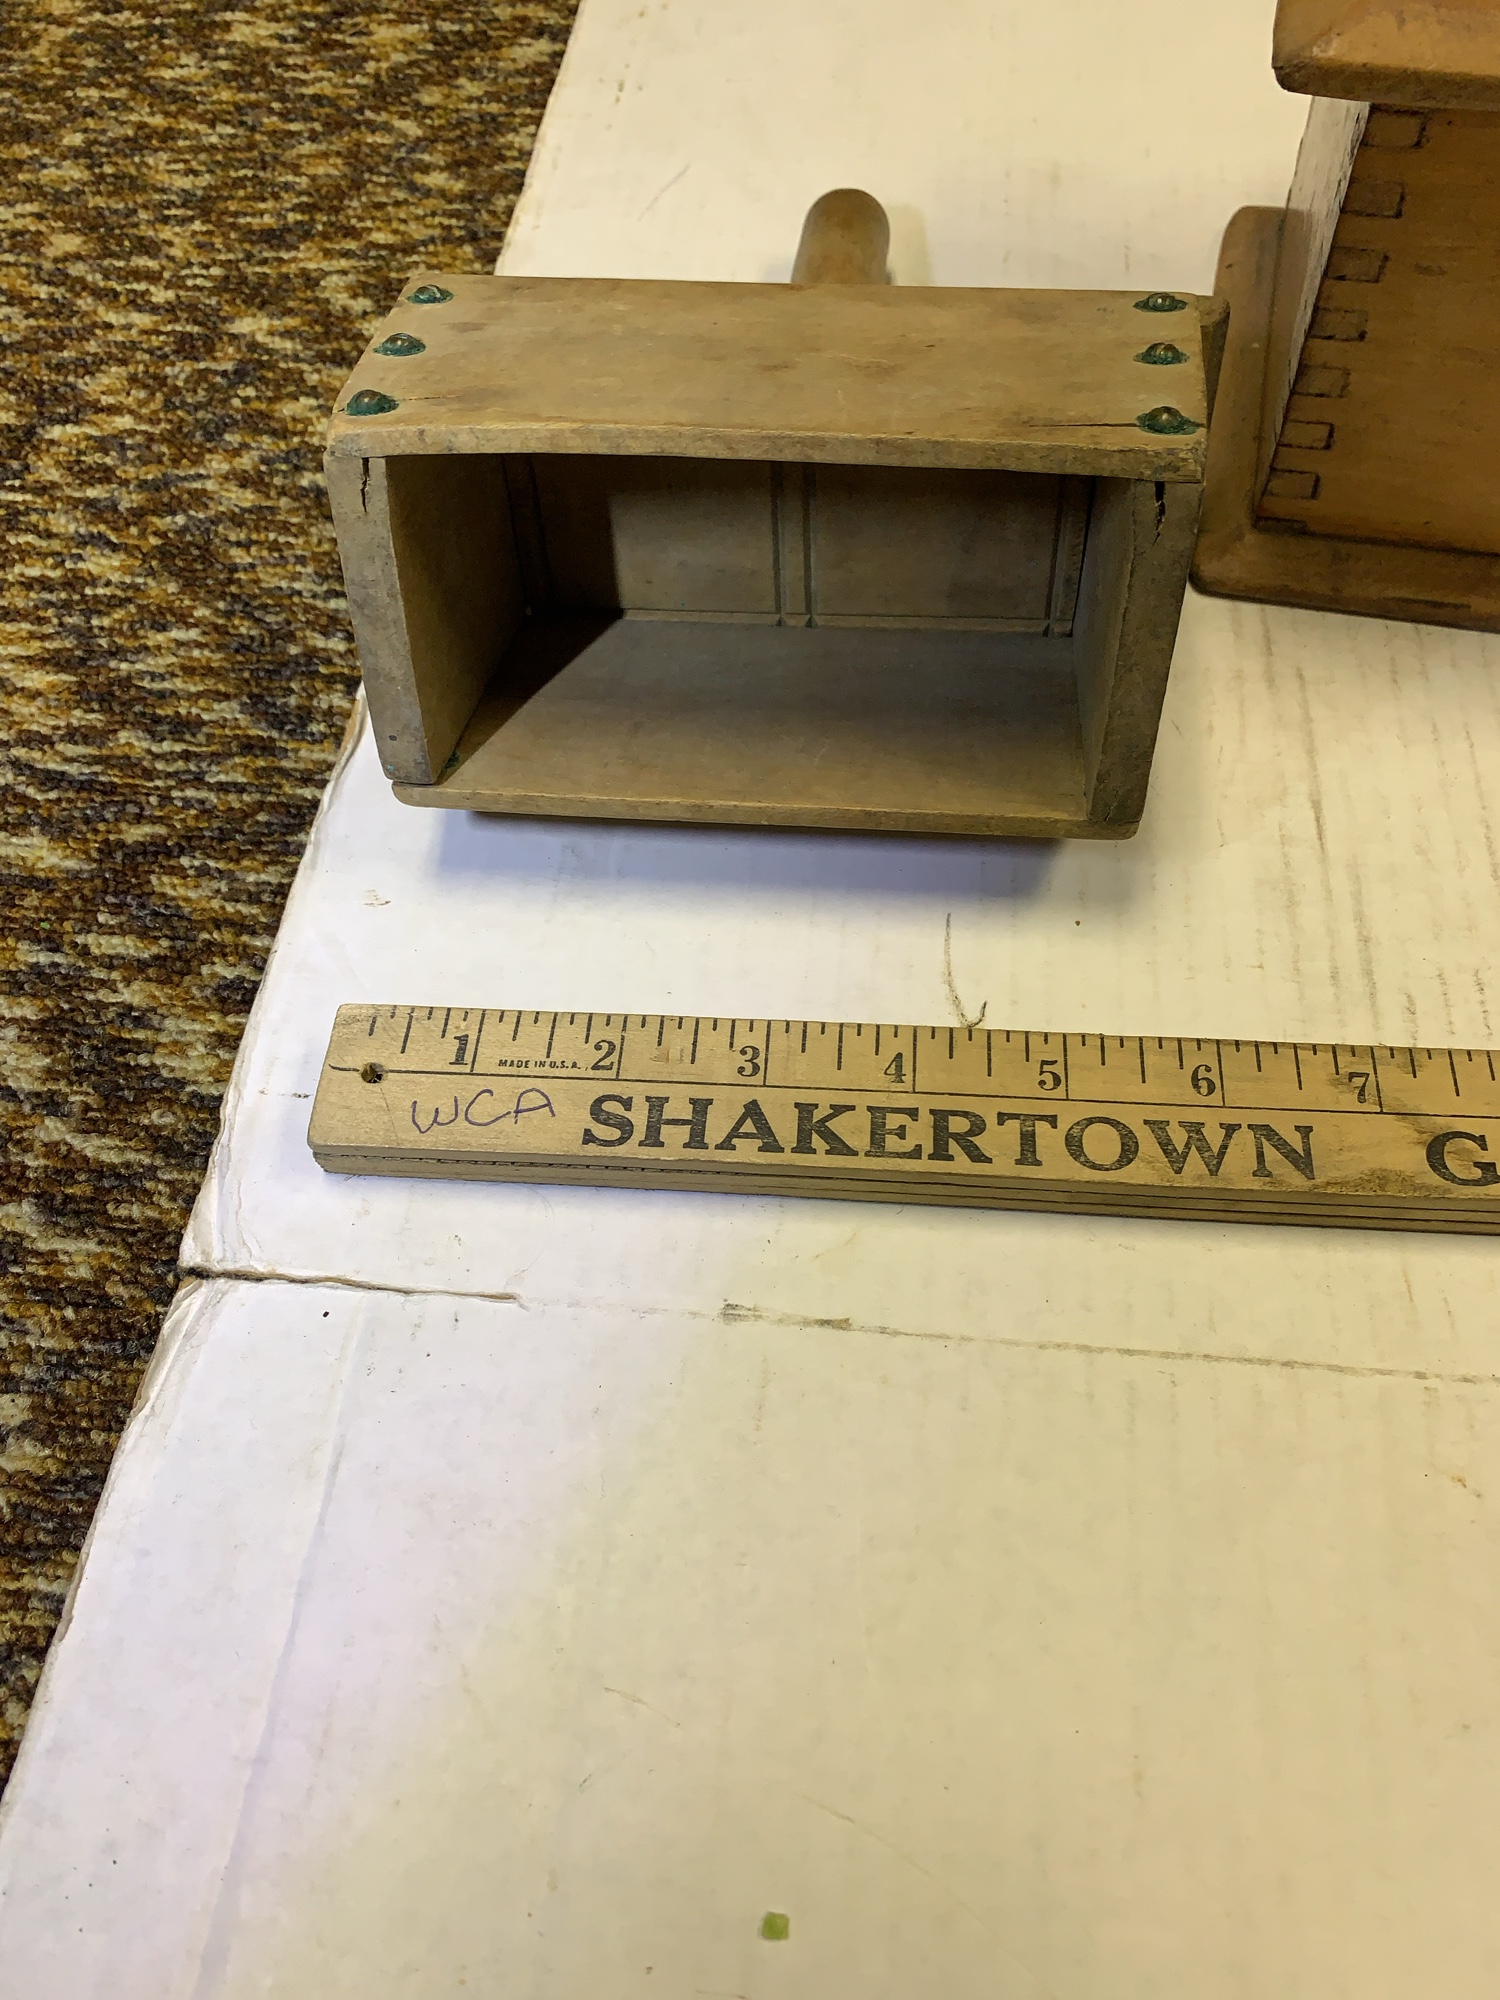 1 2 3 4 5 6 7
MADE IN U.S.A.
WCA SHAKERTOWN G